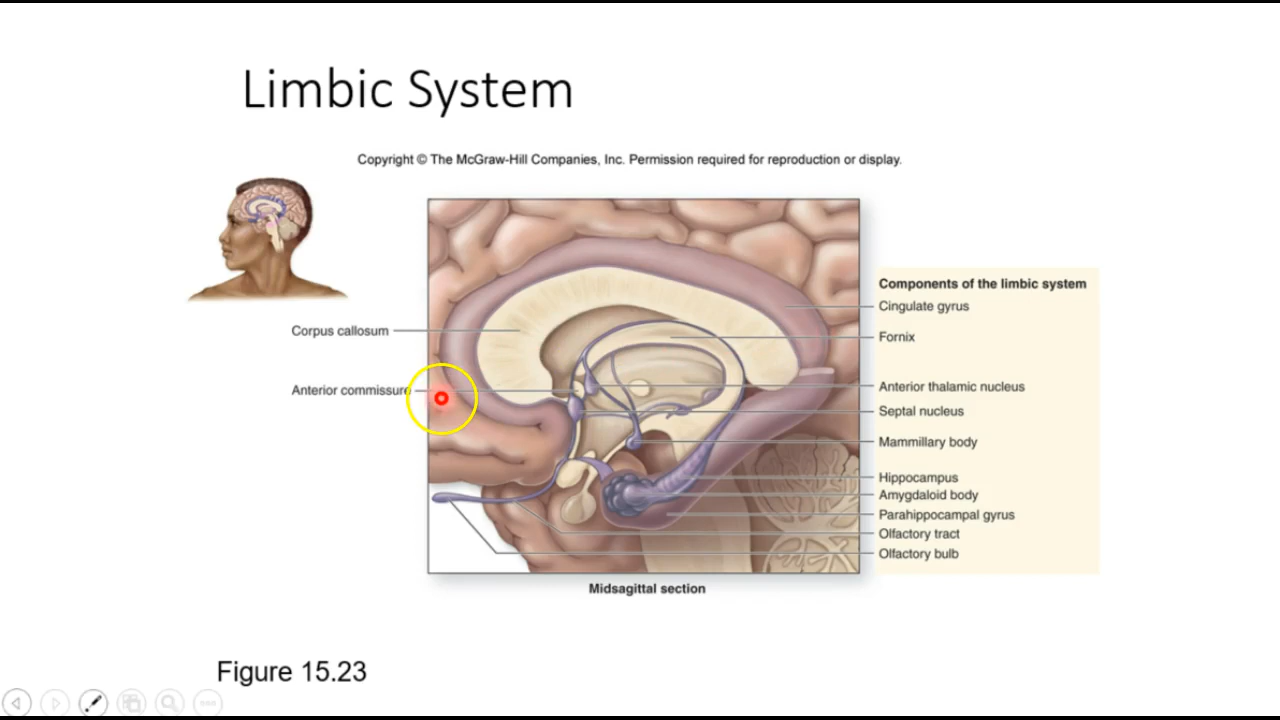 Limbic System
Copyright © The McGraw-Hill Companies, Inc. Permission required for reproduction or display.
Corpus callosum
Anterior commissure
Components of the limbic system
Cingulate gyrus
Fornix
Anterior thalamic nucleus
Septal nucleus
Mammillary body
Hippocampus
Amygdaloid body
Parahippocampal gyrus
Olfactory tract
Olfactory bulb
Midsagittal section
Figure 15.23